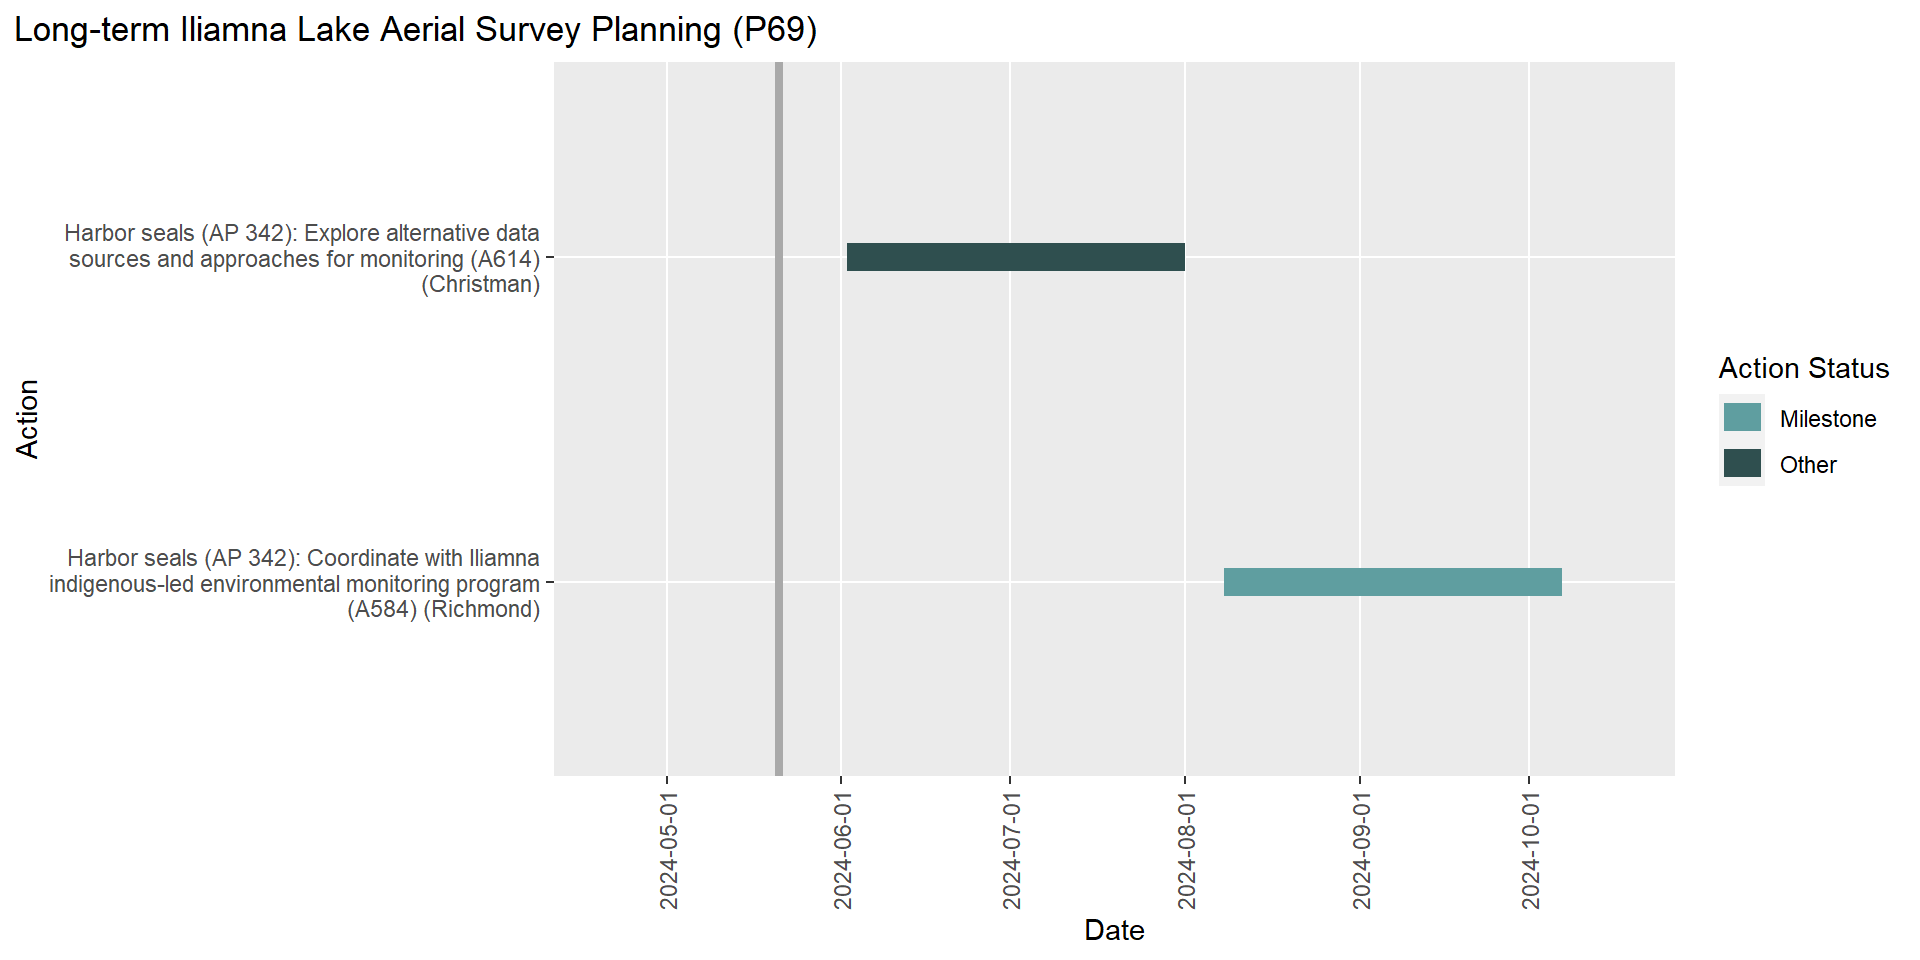 Long-term Iliamna Lake Aerial Survey Planning (P69)
Harbor seals (AP 342): Explore alternative data
sources and approaches for monitoring (A614)
(Christman)
Action
Harbor seals (AP 342): Coordinate with Iliamna
indigenous-led environmental monitoring program
(A584) (Richmond)
2024-05-01
2024-06-01
2024-07-01
2024-08-01
2024-09-01
2024-10-01
Date
Action Status
Milestone
Other